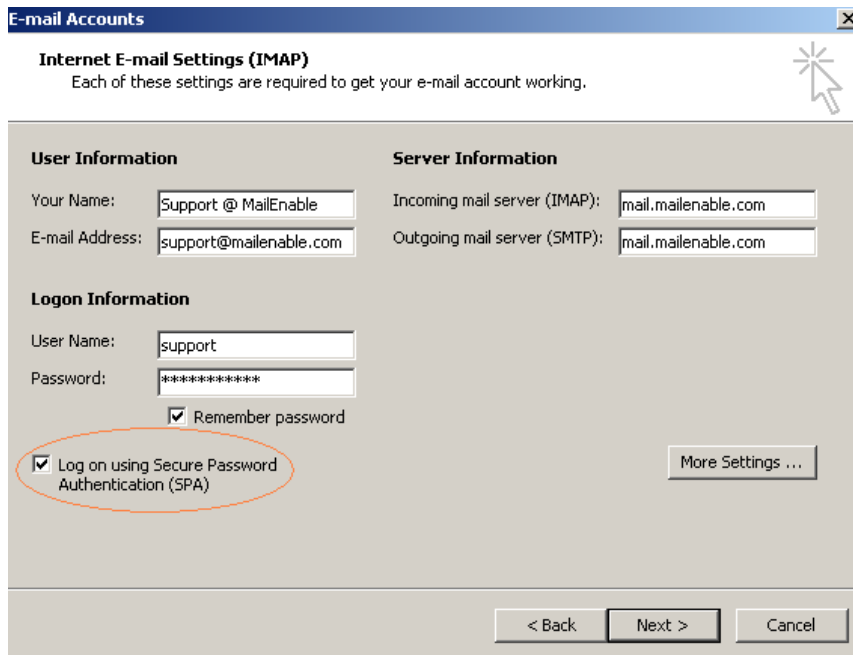 E-mail Accounts
Internet E-mail Settings (IMAP)
Each of these settings are required to get your e-mail account working.
User Information
Your Name: Support @ MailEnable
E-mail Address: support@mailenable.com
Logon Information
User Name: support
Password: ***********
Remember password
Log on using Secure Password
Authentication (SPA)
Server Information
Incoming mail server (IMAP): mail.mailenable.com
Outgoing mail server (SMTP): mail.mailenable.com
More Settings ...
< Back Next > Cancel